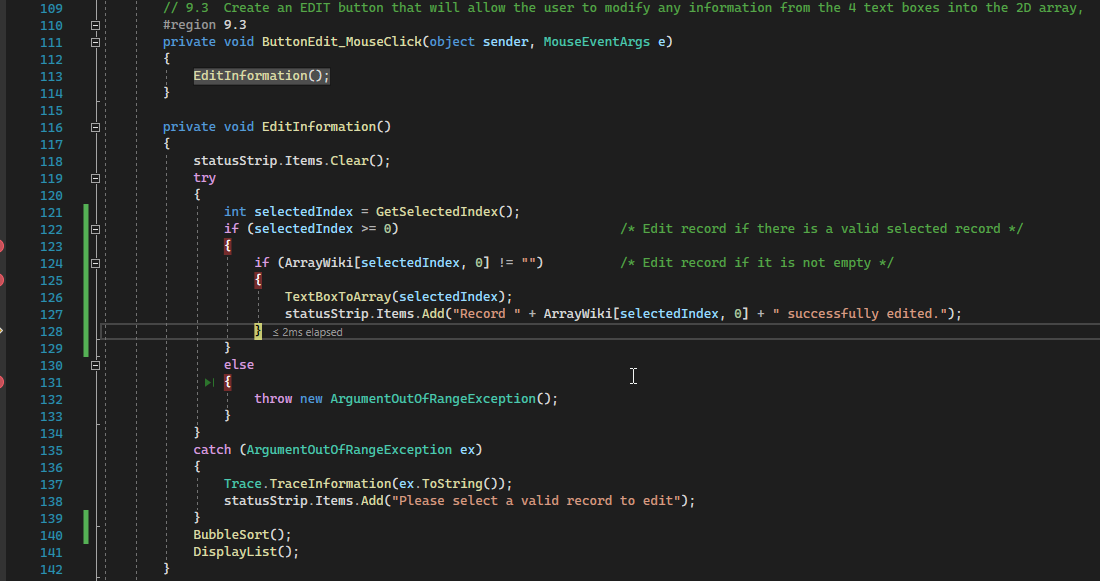 109 // 9.3  Create an EDIT button that will allow the user to modify any information from the 4 text boxes into the 2D array,
110 #region 9.3
111 private void ButtonEdit_MouseClick(object sender, MouseEventArgs e)
112 {
113 EditInformation();
114 }
115
116 private void EditInformation()
117 {
118 statusStrip.Items.Clear();
119 try
120 {
121 int selectedIndex = GetSelectedIndex();
122 if (selectedIndex >= 0) /* Edit record if there is a valid selected record */
123 {
124 if (ArrayWiki[selectedIndex, 0] != "") /* Edit record if it is not empty */
125 {
126 TextBoxToArray(selectedIndex);
127 statusStrip.Items.Add("Record " + ArrayWiki[selectedIndex, 0] + " successfully edited.");
128 } ≤ 2ms elapsed
129 }
130 else
131 {
132 throw new ArgumentOutOfRangeException();
133 }
134 }
135 catch (ArgumentOutOfRangeException ex)
136 {
137 Trace.TraceInformation(ex.ToString());
138 statusStrip.Items.Add("Please select a valid record to edit");
139 }
140 BubbleSort();
141 DisplayList();
142 }